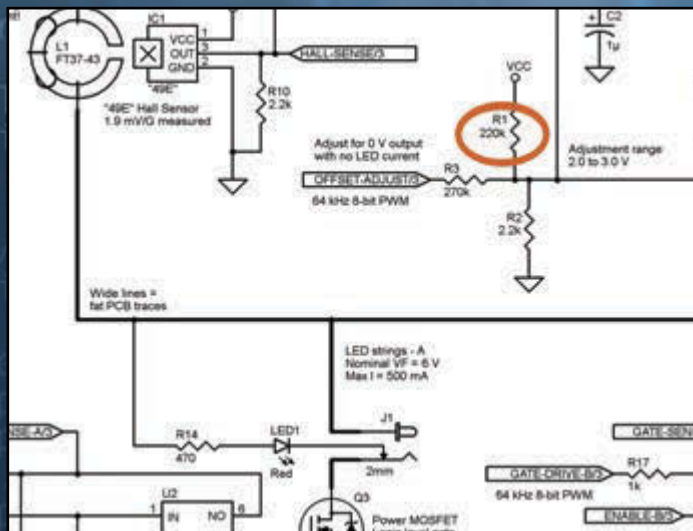 IC1
C2
1µ
L1
FT37-43
VCC 1
OUT 3
GND 2
HALL-SENSE/3
"49E"
"49E" Hall Sensor
1.9 mV/G measured
R10
2.2k
VCC
R1
220k
Adjust for 0 V output
with no LED current
Adjustment range
2.0 to 3.0 V
OFFSET-ADJUST/3
R3
270k
64 kHz 8-bit PWM
R2
2.2k
Wide lines =
fat PCB traces
LED strings - A
Nominal VF = 6 V
Max I = 500 mA
J1
2mm
NSE-A/3
R14
470
LED1
Red
GATE-SEN
GATE-DRIVE-B/3
R17
1k
64 kHz 8-bit PWM
ENABLE-B/3
U2
1 IN NO 6
Q3
Power MOSFET